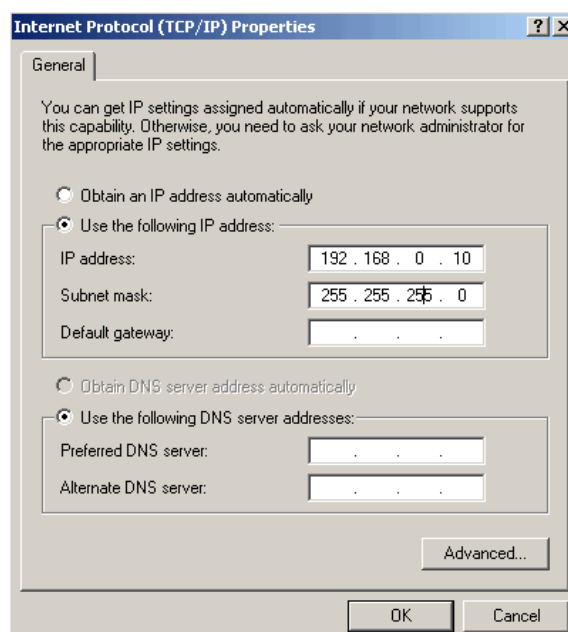 Internet Protocol (TCP/IP) Properties
General
You can get IP settings assigned automatically if your network supports
this capability. Otherwise, you need to ask your network administrator for
the appropriate IP settings.
Obtain an IP address automatically
Use the following IP address:
IP address: 192 . 168 . 0 . 10
Subnet mask: 255 . 255 . 255 . 0
Default gateway: . . .
Obtain DNS server address automatically
Use the following DNS server addresses:
Preferred DNS server: . . .
Alternate DNS server: . . .
Advanced...
OK Cancel